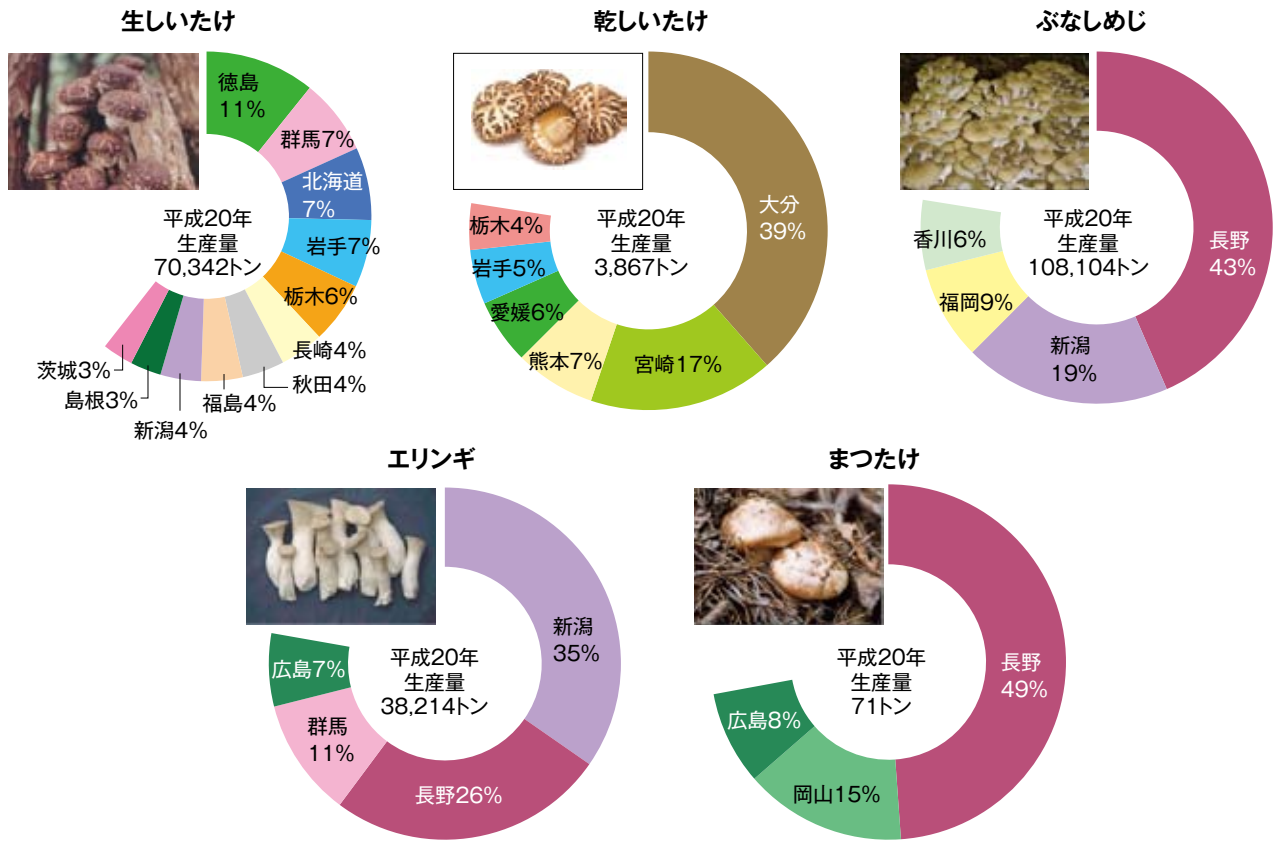 生しいたけ
徳島
11%
群馬7%
北海道
7%
岩手7%
栃木6%
長崎4%
秋田4%
福島4%
新潟4%
島根3%
茨城3%
平成20年
生産量
70,342トン
乾しいたけ
大分
39%
宮崎17%
熊本7%
愛媛6%
岩手5%
栃木4%
平成20年
生産量
3,867トン
ぶなしめじ
長野
43%
新潟
19%
福岡9%
香川6%
平成20年
生産量
108,104トン
エリンギ
新潟
35%
長野26%
群馬
11%
広島7%
平成20年
生産量
38,214トン
まつたけ
長野
49%
岡山15%
広島8%
平成20年
生産量
71トン